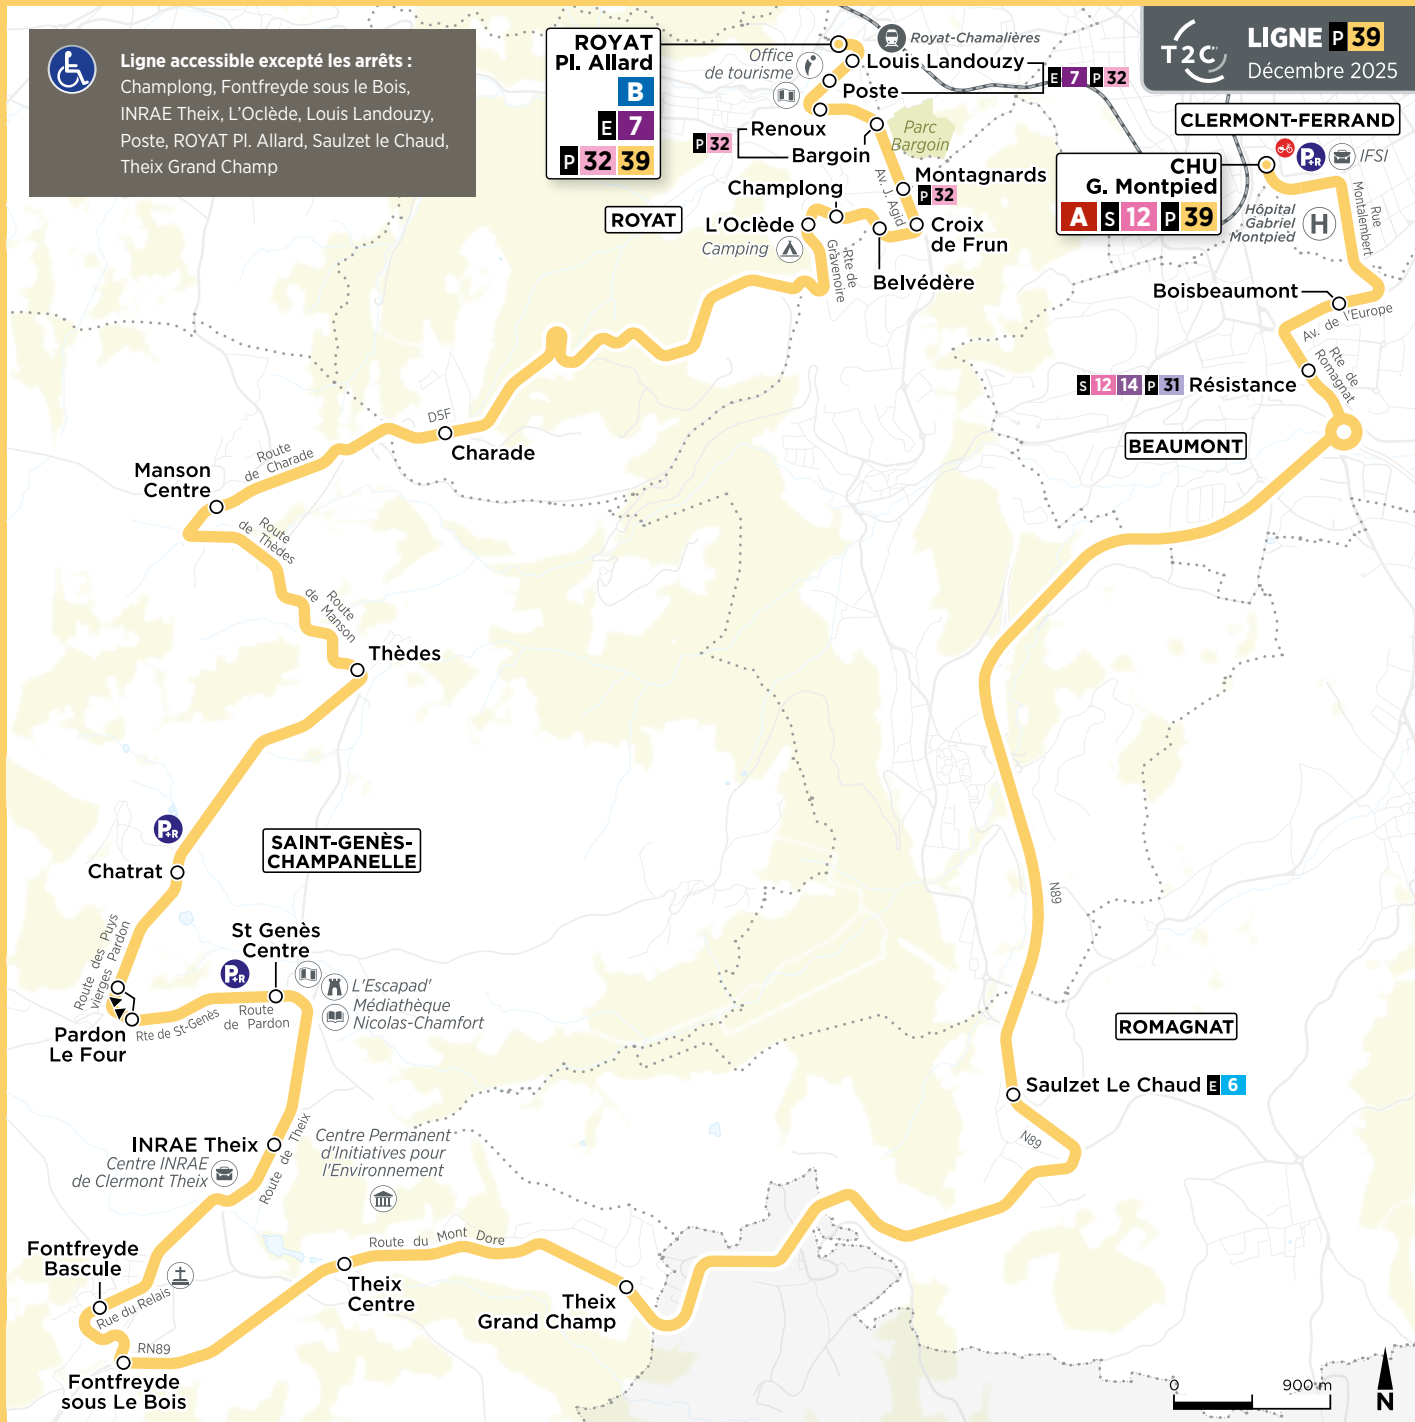 Ligne accessible excepté les arrêts :
Champlong, Fontfreyde sous le Bois,
INRAE Theix, L'Oclède, Louis Landouzy,
Poste, ROYAT Pl. Allard, Saulzet le Chaud,
Theix Grand Champ
ROYAT
Pl. Allard
B
E 7
P 32 39
Royat-Chamalières
Office
de tourisme
Louis Landouzy
Poste
E 7 P 32
T2C
LIGNE P 39
Décembre 2025
CLERMONT-FERRAND
IFSI
P+R
CHU
G. Montpied
A S 12 P 39
Hôpital
Gabriel
Montpied
H
Rue
Montalembert
Renoux
P 32
Bargoin
Parc
Bargoin
Av. J. Agid
Montagnards
P 32
Champlong
ROYAT
L'Oclède
Camping
Croix
de Frun
Rte de
Gravenoire
Belvédère
Boisbeaumont
Av. de l'Europe
Rte de
Romagnat
S 12 14 P 31 Résistance
BEAUMONT
D5F
Charade
Route
de Charade
Manson
Centre
Route
de Thèdes
Route
de Manson
Thèdes
P+R
Chatrat
SAINT-GENÈS-
CHAMPANELLE
N89
Route des Puys
vierges Pardon
St Genès
Centre
P+R
L'Escapad'
Médiathèque
Nicolas-Chamfort
Route
de Pardon
Rte de St-Genès
Pardon
Le Four
ROMAGNAT
Saulzet Le Chaud E 6
N89
INRAE Theix
Centre INRAE
de Clermont Theix
Route de Theix
Centre Permanent
d'Initiatives pour
l'Environnement
Fontfreyde
Bascule
Rue du Relais
Route du Mont Dore
Theix
Centre
Theix
Grand Champ
RN89
Fontfreyde
sous Le Bois
0 900 m
N